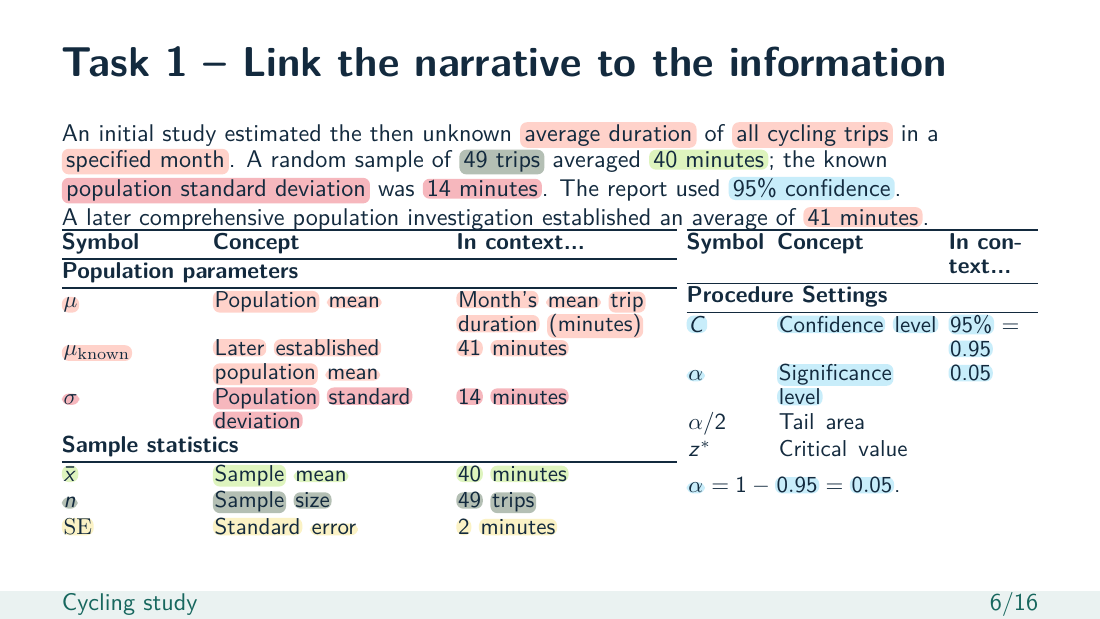 Task 1 – Link the narrative to the information
An initial study estimated the then unknown average duration of all cycling trips in a
specified month. A random sample of 49 trips averaged 40 minutes; the known
population standard deviation was 14 minutes. The report used 95% confidence.
A later comprehensive population investigation established an average of 41 minutes.
Symbol Concept In context...
Population parameters
μ Population mean Month's mean trip
duration (minutes)
μknown Later established 41 minutes
population mean
σ Population standard 14 minutes
deviation
Sample statistics
x̄ Sample mean 40 minutes
n Sample size 49 trips
SE Standard error 2 minutes
Symbol Concept In con-
text...
Procedure Settings
C Confidence level 95% =
0.95
α Significance 0.05
level
α/2 Tail area
z* Critical value
α = 1 − 0.95 = 0.05.
Cycling study 6/16